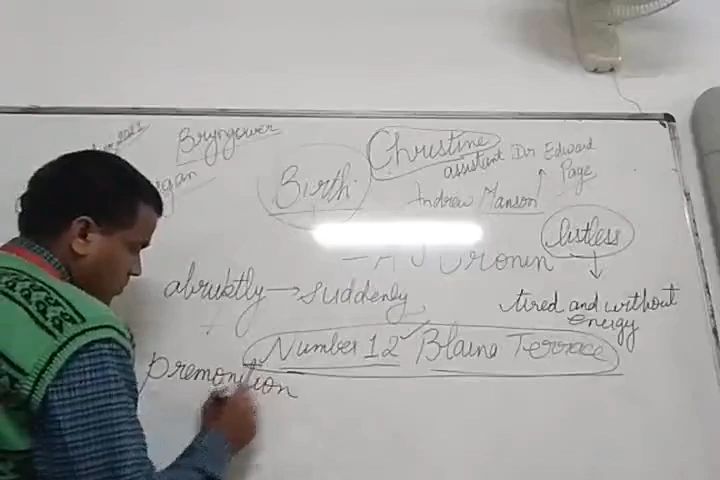 Bryngower
Christine
assistant Dr Edward
Page
Birth
Andrew Manson
listless
- A J Cronin
abruktly → suddenly
tired and without
energy
Number 12 Blaina Terrace
premonition